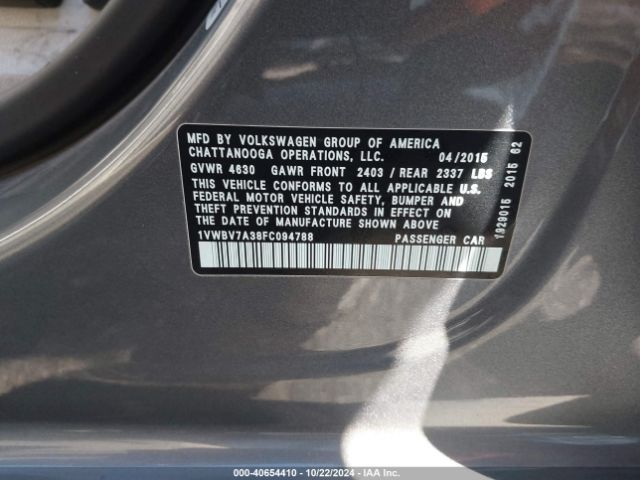 MFD BY VOLKSWAGEN GROUP OF AMERICA
CHATTANOOGA OPERATIONS, LLC. 04/2015
GVWR 4630 GAWR FRONT 2403 / REAR 2337 LBS
THIS VEHICLE CONFORMS TO ALL APPLICABLE U.S.
FEDERAL MOTOR VEHICLE SAFETY, BUMPER AND
THEFT PREVENTION STANDARDS IN EFFECT ON
THE DATE OF MANUFACTURE SHOWN ABOVE
1VWBV7A38FC094788 PASSENGER CAR
1929015 2015 62
000-40654410 - 10/22/2024 - IAA Inc.